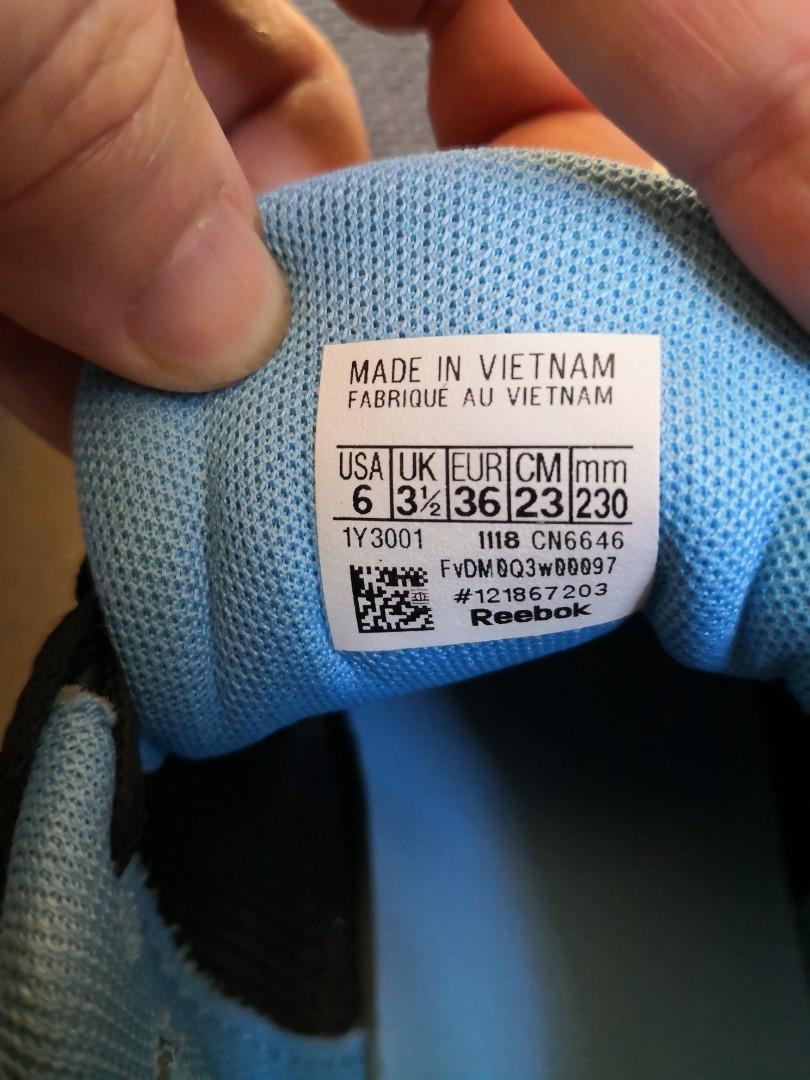 MADE IN VIETNAM
FABRIQUÉ AU VIETNAM
USA UK EUR CM mm
6 3½ 36 23 230
1Y3001 1118 CN6646
FvDM0Q3w00097
#121867203
Reebok